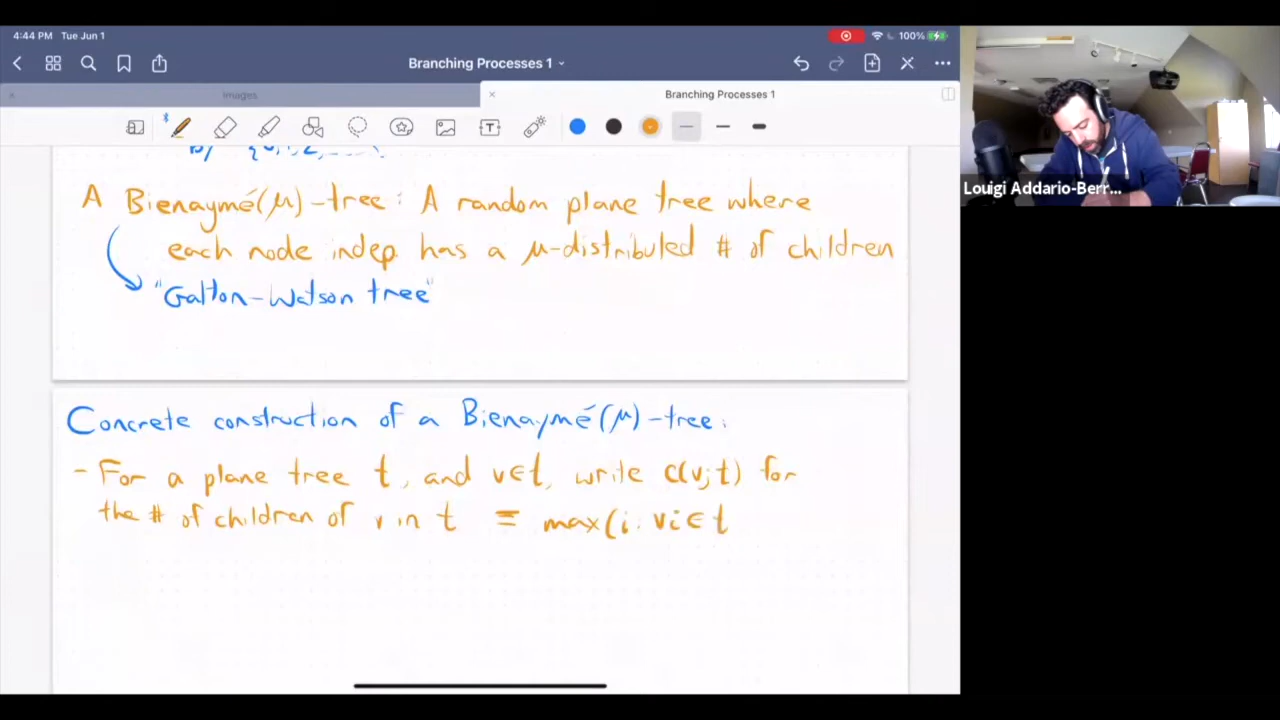 4:44 PM Tue Jun 1
100%
Branching Processes 1
Images
Branching Processes 1
A Bienaymé(μ)-tree: A random plane tree where
each node indep has a μ-distributed # of children
"Galton-Watson tree"
Concrete construction of a Bienaymé(μ)-tree:
- For a plane tree t, and v∈t, write c(v;t) for
the # of children of v in t = max(i: vi∈t
Louigi Addario-Berr...